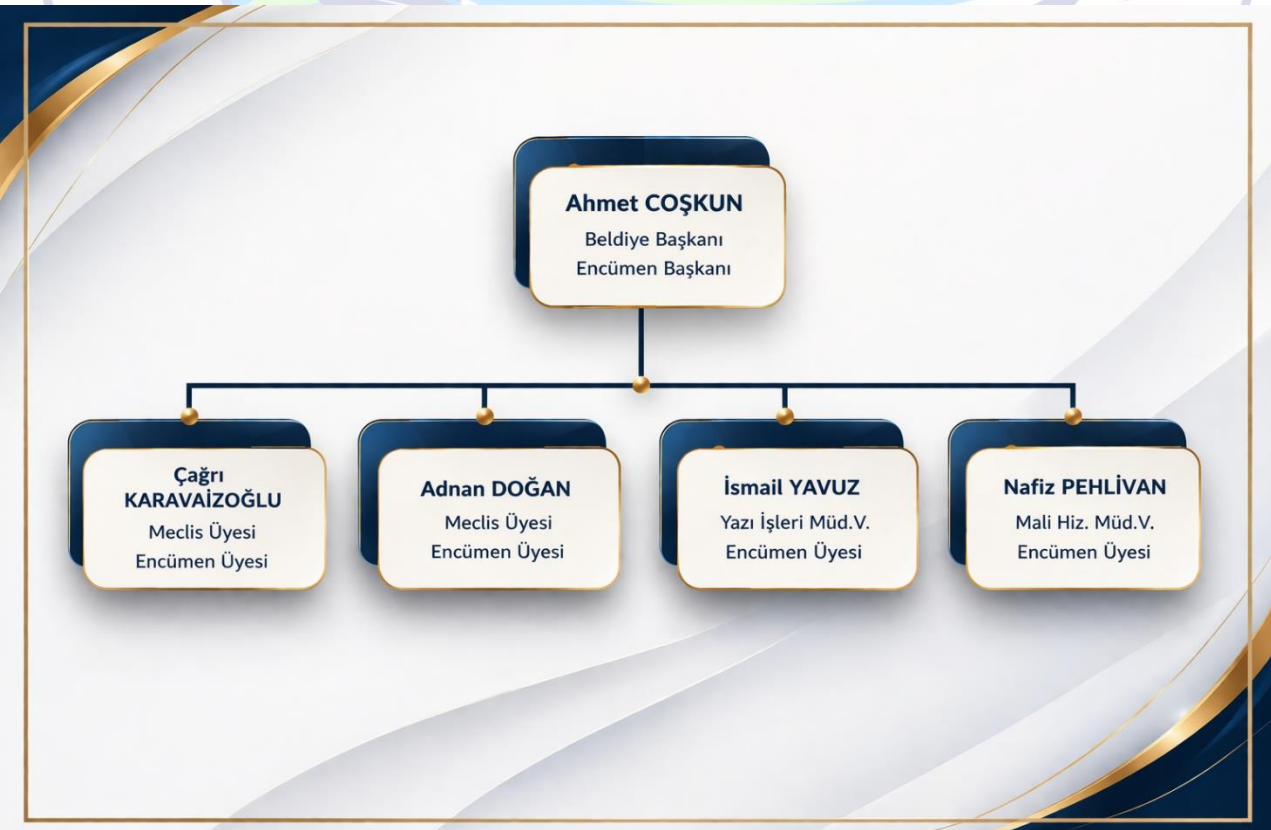 Ahmet COŞKUN
Beldiye Başkanı
Encümen Başkanı
Çağrı
KARAVAİZOĞLU
Meclis Üyesi
Encümen Üyesi
Adnan DOĞAN
Meclis Üyesi
Encümen Üyesi
İsmail YAVUZ
Yazı İşleri Müd.V.
Encümen Üyesi
Nafiz PEHLİVAN
Mali Hiz. Müd.V.
Encümen Üyesi